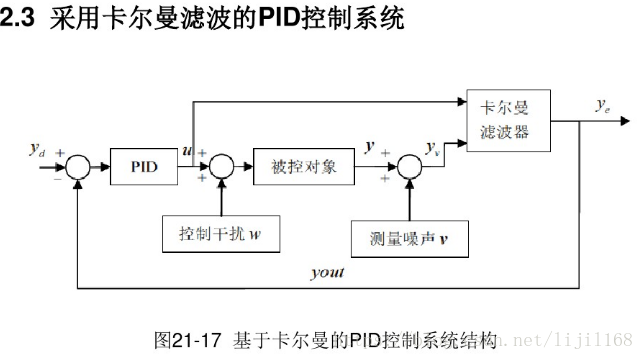 2.3 采用卡尔曼滤波的PID控制系统
卡尔曼
滤波器
y_e
y_d + −
PID
u + +
被控对象
y + +
y_v
控制干扰 w
测量噪声 v
yout
图21-17 基于卡尔曼的PID控制系统结构
.net/lijil168